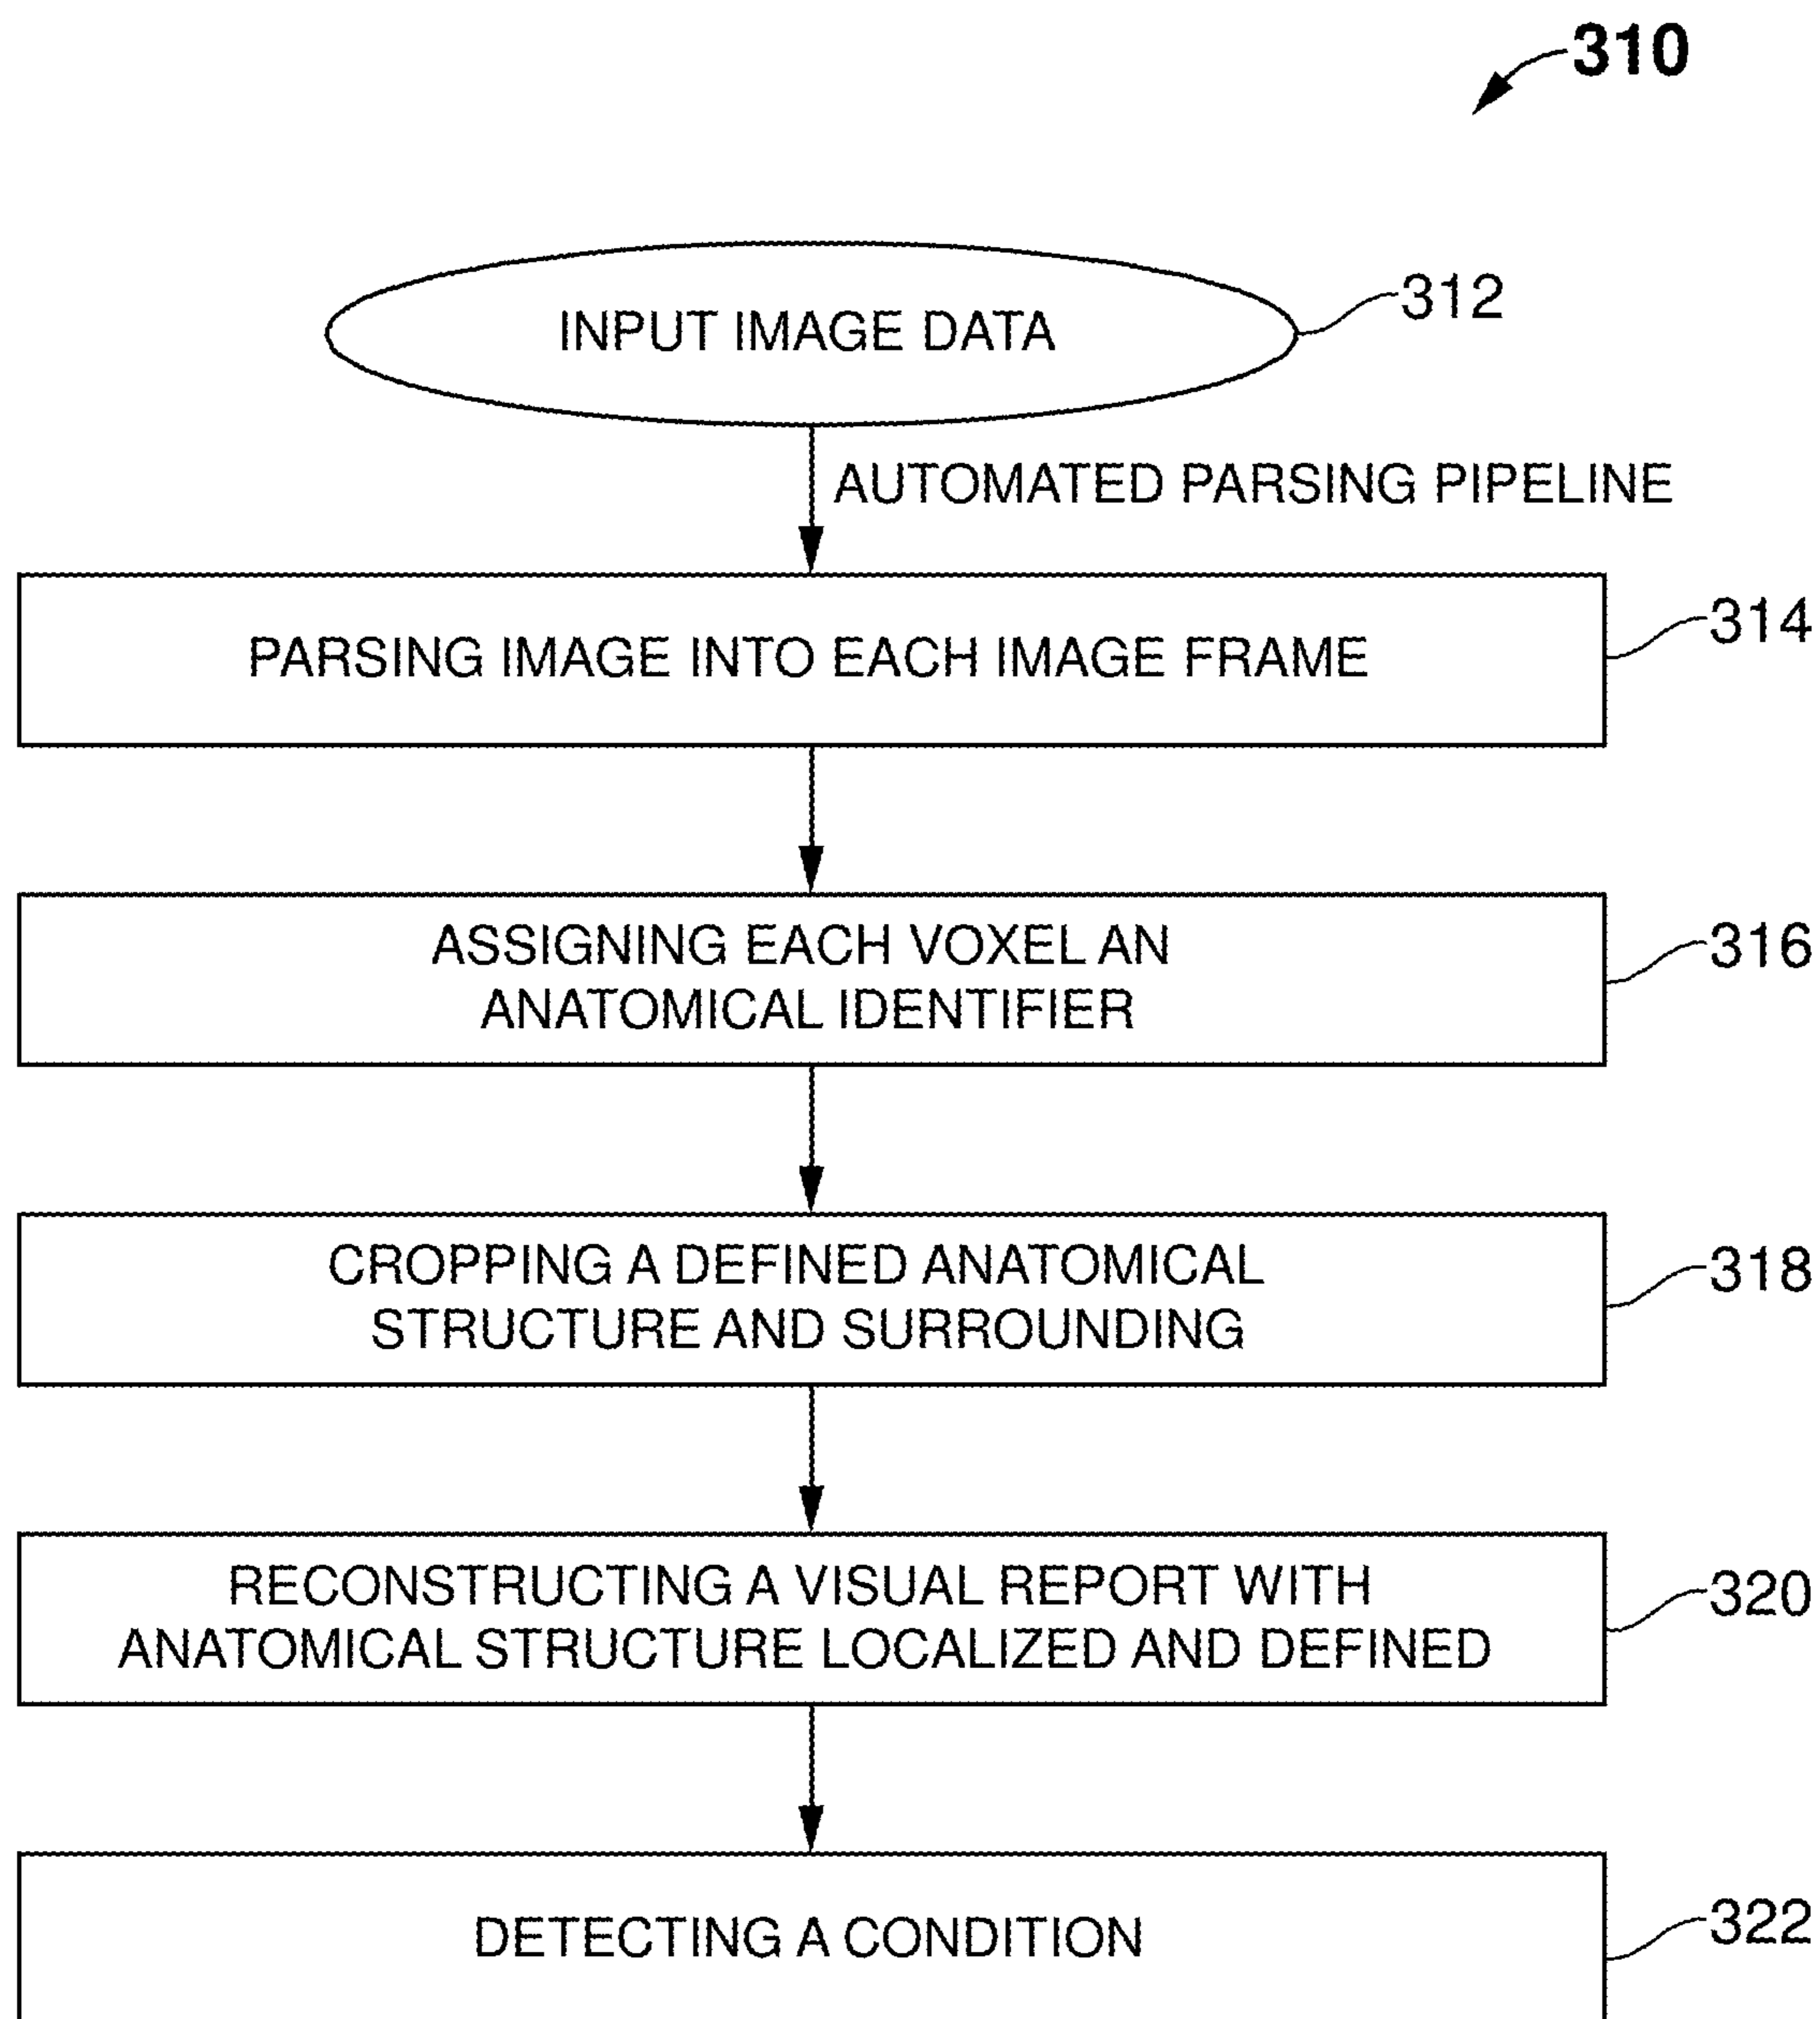 310
INPUT IMAGE DATA
312
AUTOMATED PARSING PIPELINE
PARSING IMAGE INTO EACH IMAGE FRAME
314
ASSIGNING EACH VOXEL AN
ANATOMICAL IDENTIFIER
316
CROPPING A DEFINED ANATOMICAL
STRUCTURE AND SURROUNDING
318
RECONSTRUCTING A VISUAL REPORT WITH
ANATOMICAL STRUCTURE LOCALIZED AND DEFINED
320
DETECTING A CONDITION
322